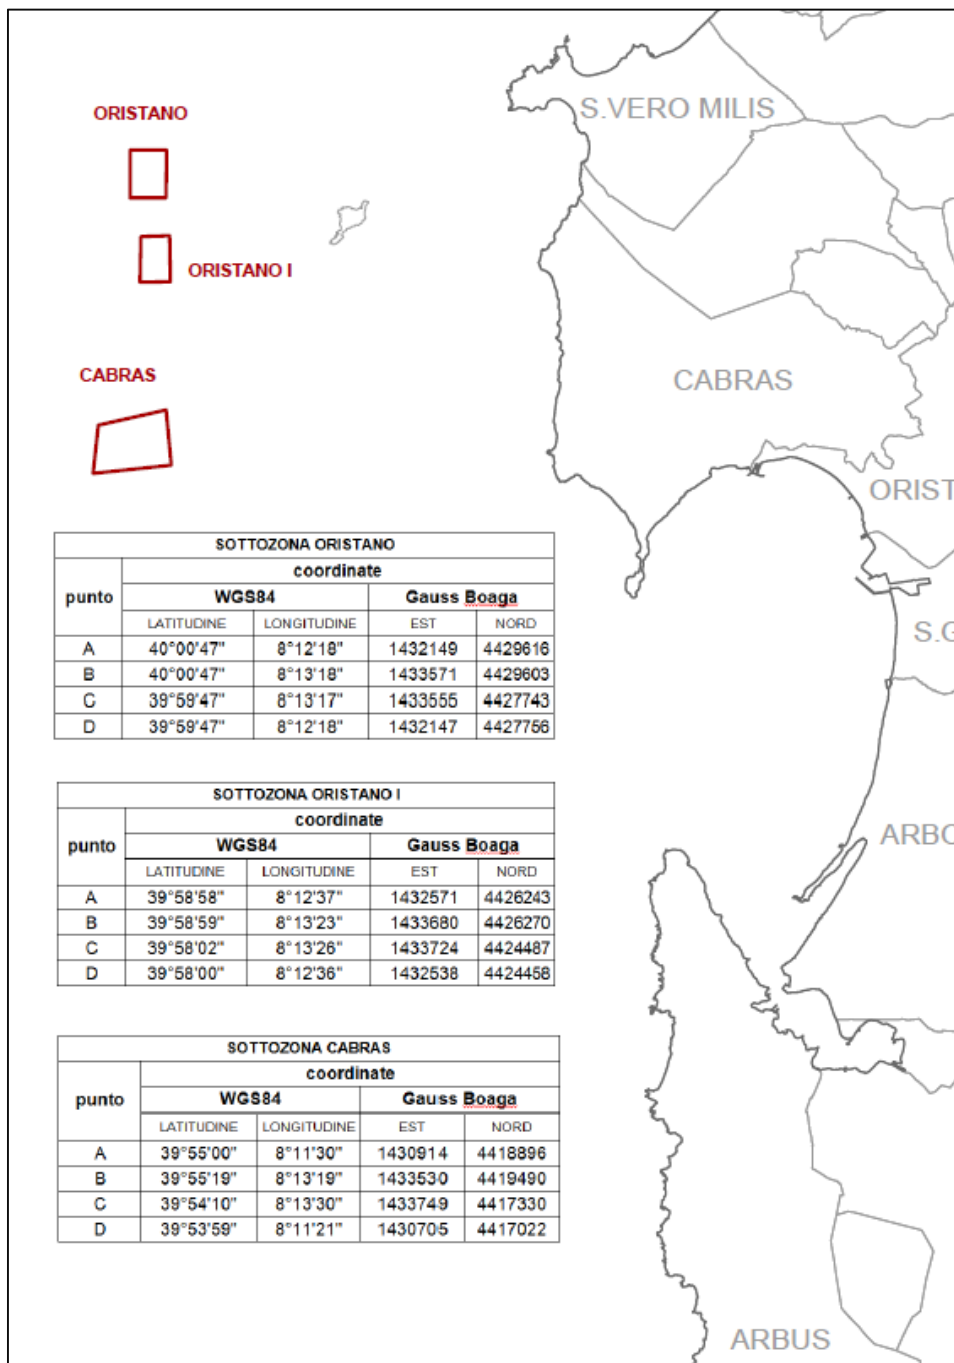 ORISTANO
S.VERO MILIS
ORISTANO I
CABRAS
CABRAS
ORIST
S.G
ARBO
ARBUS
SOTTOZONA ORISTANO
punto coordinate
WGS84 Gauss Boaga
LATITUDINE LONGITUDINE EST NORD
A 40°00'47" 8°12'18" 1432149 4429616
B 40°00'47" 8°13'18" 1433571 4429603
C 39°59'47" 8°13'17" 1433555 4427743
D 39°59'47" 8°12'18" 1432147 4427756
SOTTOZONA ORISTANO I
punto coordinate
WGS84 Gauss Boaga
LATITUDINE LONGITUDINE EST NORD
A 39°58'58" 8°12'37" 1432571 4426243
B 39°58'59" 8°13'23" 1433680 4426270
C 39°58'02" 8°13'26" 1433724 4424487
D 39°58'00" 8°12'36" 1432538 4424458
SOTTOZONA CABRAS
punto coordinate
WGS84 Gauss Boaga
LATITUDINE LONGITUDINE EST NORD
A 39°55'00" 8°11'30" 1430914 4418896
B 39°55'19" 8°13'19" 1433530 4419490
C 39°54'10" 8°13'30" 1433749 4417330
D 39°53'59" 8°11'21" 1430705 4417022